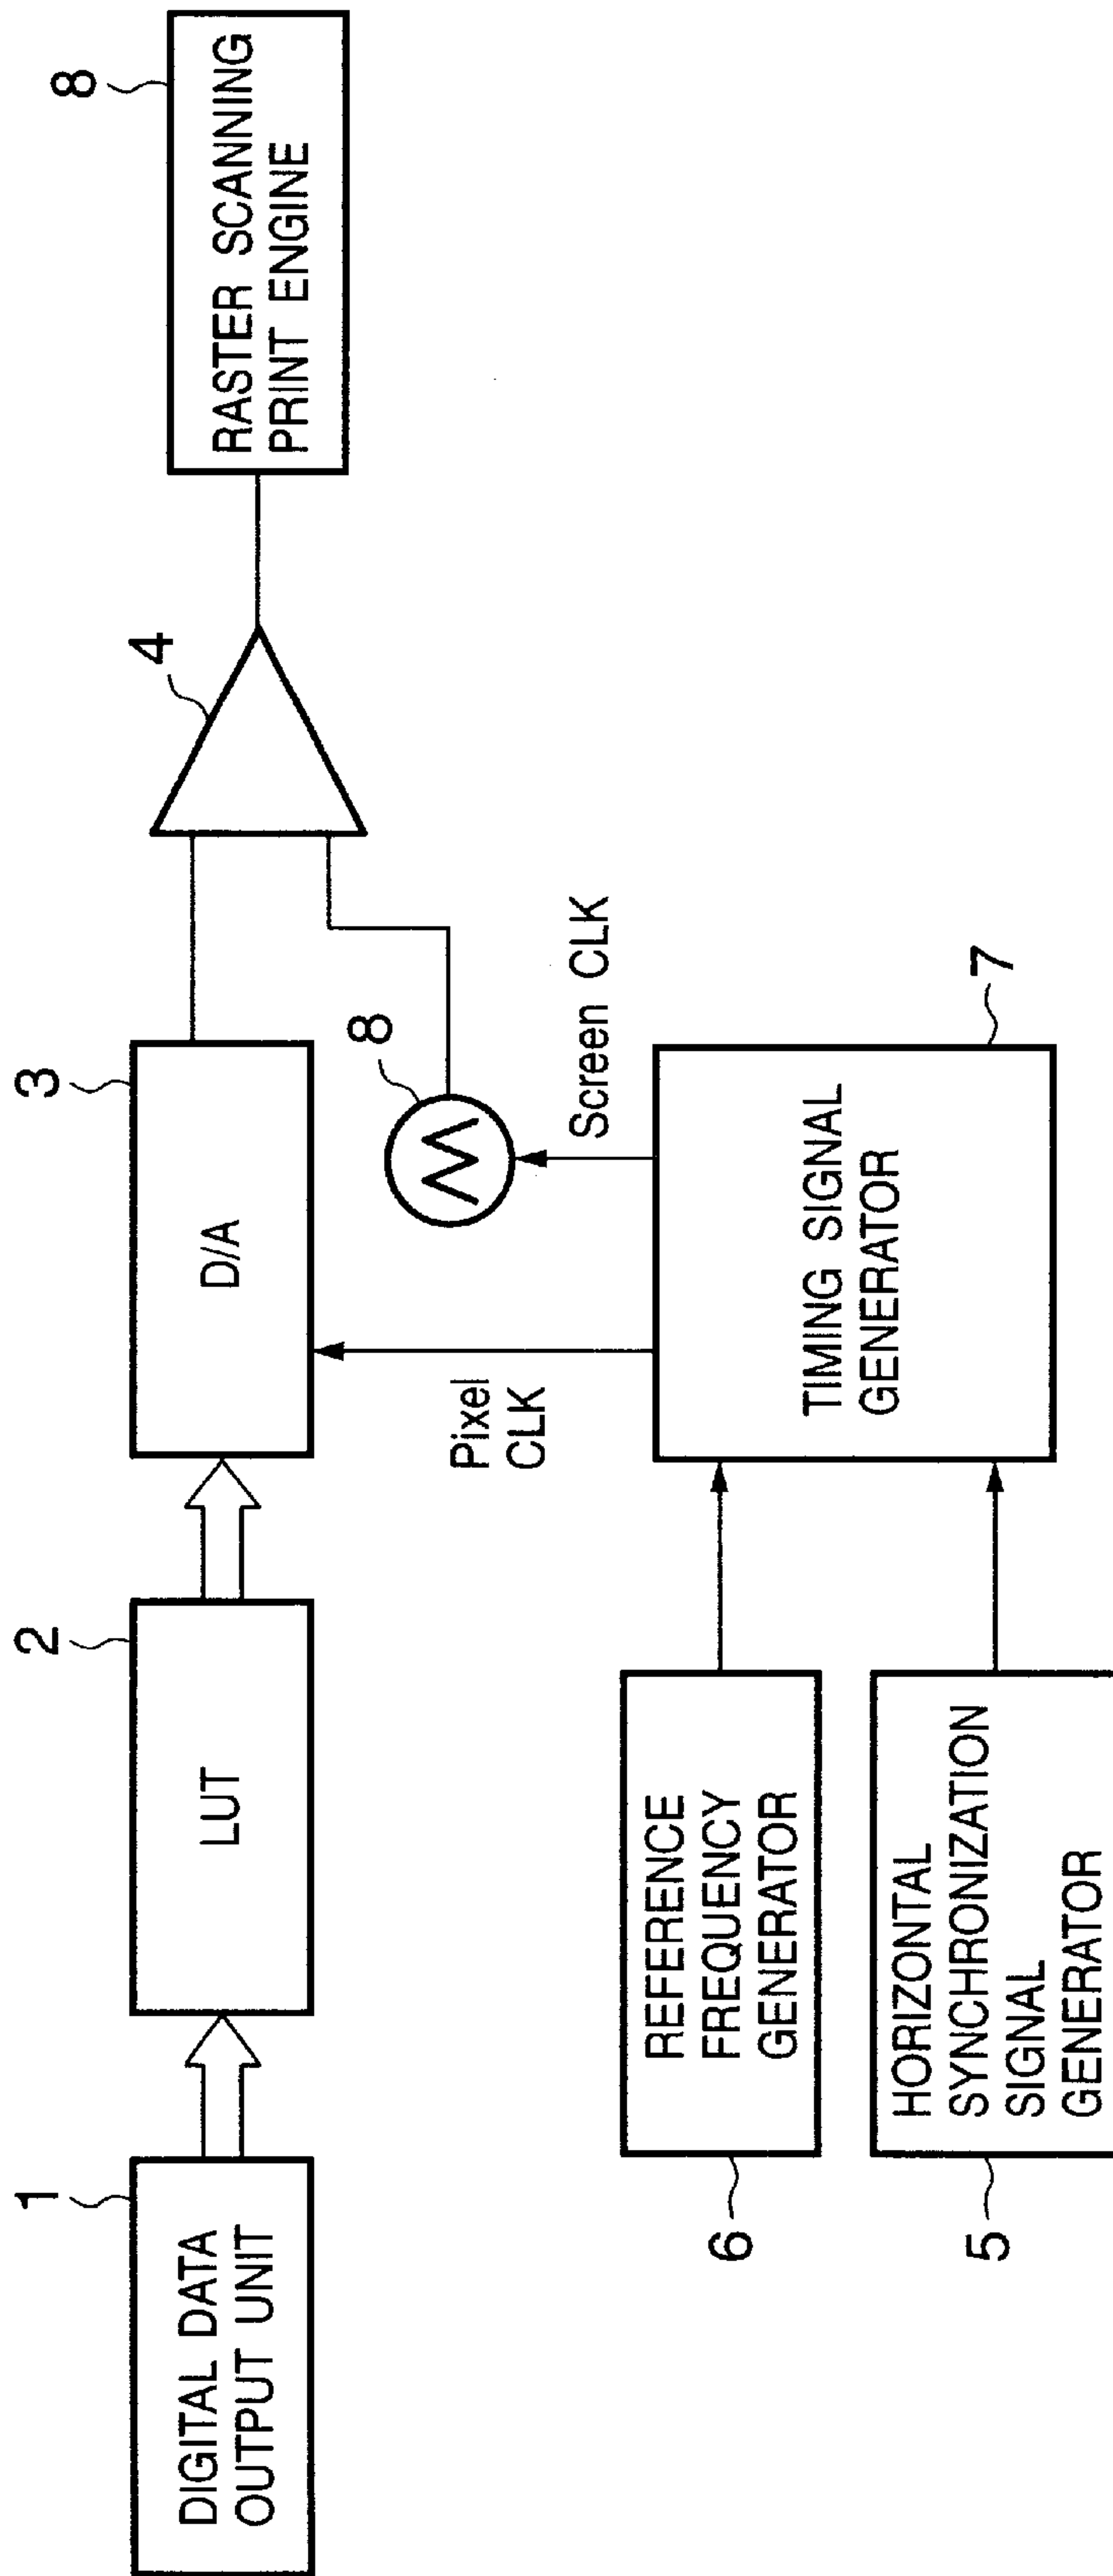 1
DIGITAL DATA
OUTPUT UNIT
2
LUT
3
D/A
4
8
RASTER SCANNING
PRINT ENGINE
8
Pixel
CLK
Screen CLK
6
REFERENCE
FREQUENCY
GENERATOR
7
TIMING SIGNAL
GENERATOR
5
HORIZONTAL
SYNCHRONIZATION
SIGNAL
GENERATOR